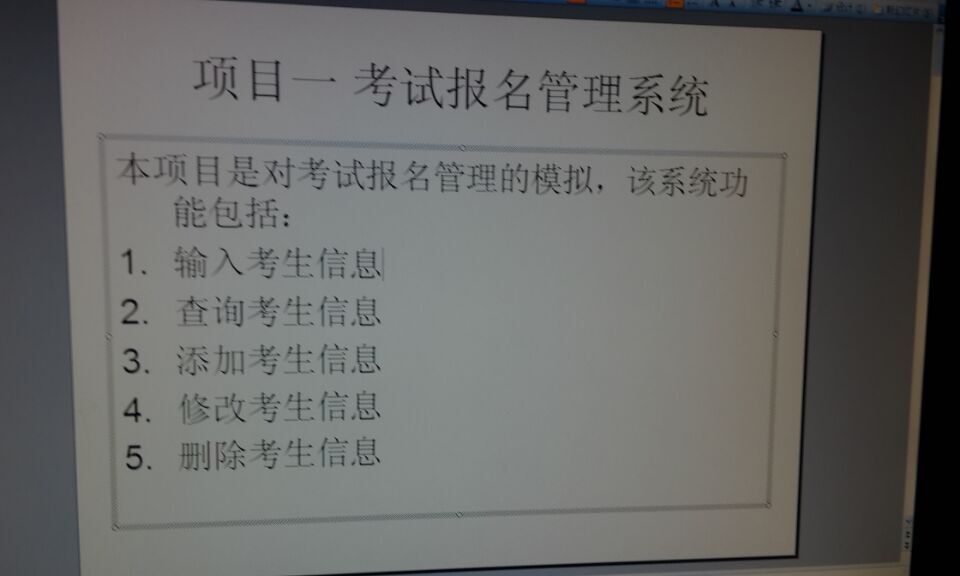 项目一 考试报名管理系统
本项目是对考试报名管理的模拟，该系统功
能包括：
1. 输入考生信息
2. 查询考生信息
3. 添加考生信息
4. 修改考生信息
5. 删除考生信息